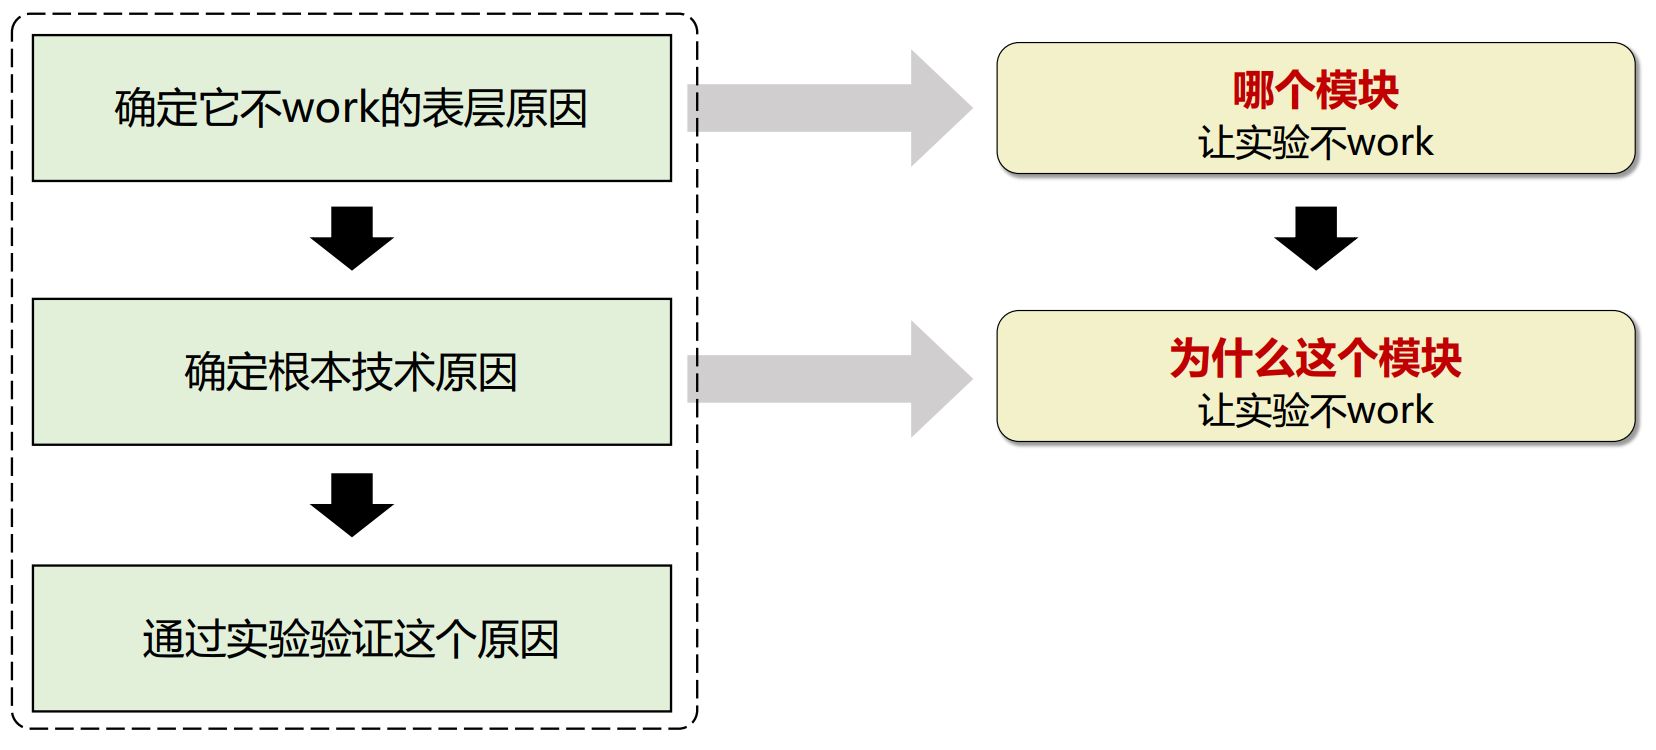 确定它不work的表层原因
哪个模块
让实验不work
确定根本技术原因
为什么这个模块
让实验不work
通过实验验证这个原因